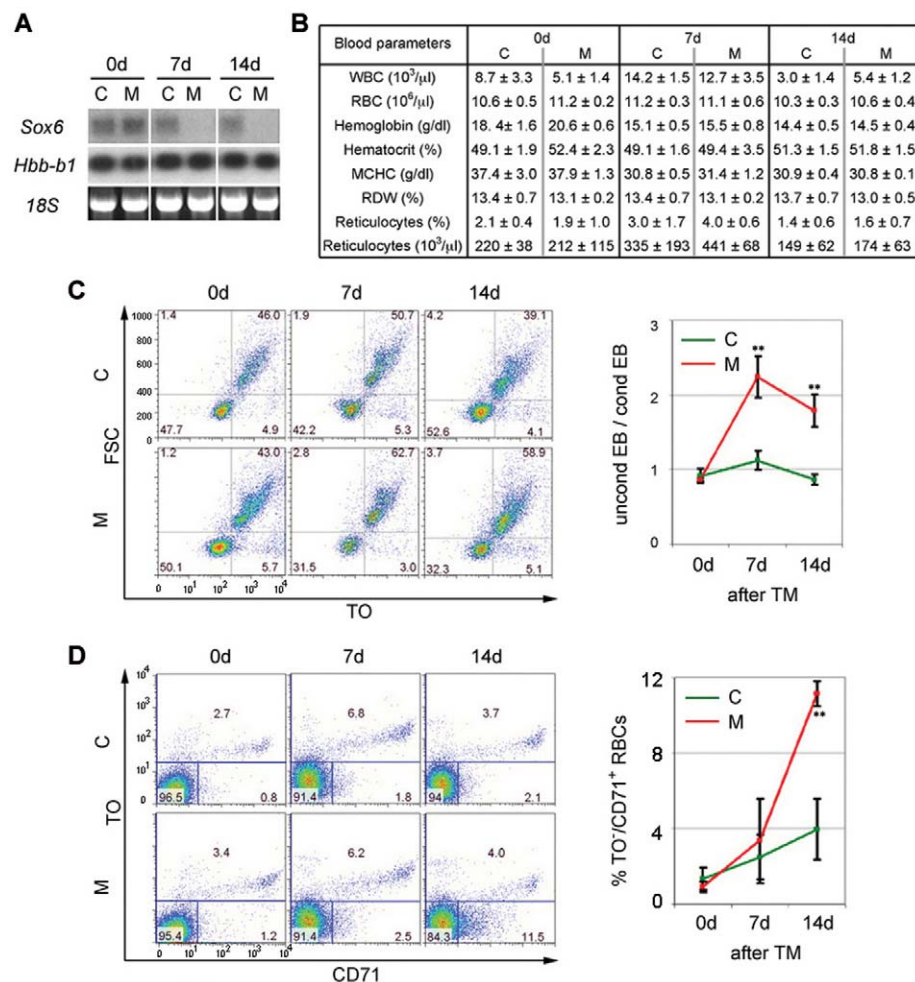 A
0d 7d 14d
C M C M C M
Sox6
Hbb-b1
18S
B
Blood parameters 0d 7d 14d
C M C M C M
WBC (10³/µl) 8.7 ± 3.3 5.1 ± 1.4 14.2 ± 1.5 12.7 ± 3.5 3.0 ± 1.4 5.4 ± 1.2
RBC (10⁶/µl) 10.6 ± 0.5 11.2 ± 0.2 11.2 ± 0.3 11.1 ± 0.6 10.3 ± 0.3 10.6 ± 0.4
Hemoglobin (g/dl) 18. 4± 1.6 20.6 ± 0.6 15.1 ± 0.5 15.5 ± 0.8 14.4 ± 0.5 14.5 ± 0.4
Hematocrit (%) 49.1 ± 1.9 52.4 ± 2.3 49.1 ± 1.6 49.4 ± 3.5 51.3 ± 1.5 51.8 ± 1.5
MCHC (g/dl) 37.4 ± 3.0 37.9 ± 1.3 30.8 ± 0.5 31.4 ± 1.2 30.9 ± 0.4 30.8 ± 0.1
RDW (%) 13.4 ± 0.7 13.1 ± 0.2 13.4 ± 0.7 13.1 ± 0.2 13.7 ± 0.7 13.0 ± 0.5
Reticulocytes (%) 2.1 ± 0.4 1.9 ± 1.0 3.0 ± 1.7 4.0 ± 0.6 1.4 ± 0.6 1.6 ± 0.7
Reticulocytes (10³/µl) 220 ± 38 212 ± 115 335 ± 193 441 ± 68 149 ± 62 174 ± 63
C
0d 7d 14d
1000 1.4 46.0 1.9 50.7 4.2 39.1
800
600
400
200
0
C
47.7 4.9 42.2 5.3 52.6 4.1
FSC
1.2 43.0 2.8 62.7 3.7 58.9
M
50.1 5.7 31.5 3.0 32.3 5.1
0 10¹ 10² 10³ 10⁴
TO
uncond EB / cond EB
3
2
1
0
C
M
**
**
0d 7d 14d
after TM
D
0d 7d 14d
10⁴
10³
10²
10¹
0
C
2.7 6.8 3.7
96.5 0.8 91.4 1.8 94 2.1
TO
M
3.4 6.2 4.0
95.4 1.2 91.4 2.5 84.3 11.5
0 10¹ 10² 10³ 10⁴
CD71
% TO⁻/CD71⁺ RBCs
12
8
4
0
C
M
**
0d 7d 14d
after TM